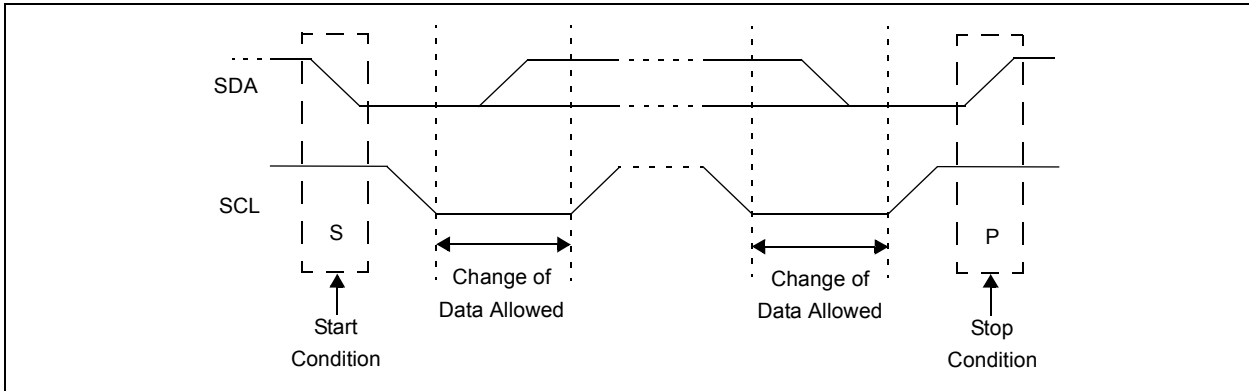 SDA
SCL
S
P
Change of
Data Allowed
Change of
Data Allowed
Start
Condition
Stop
Condition